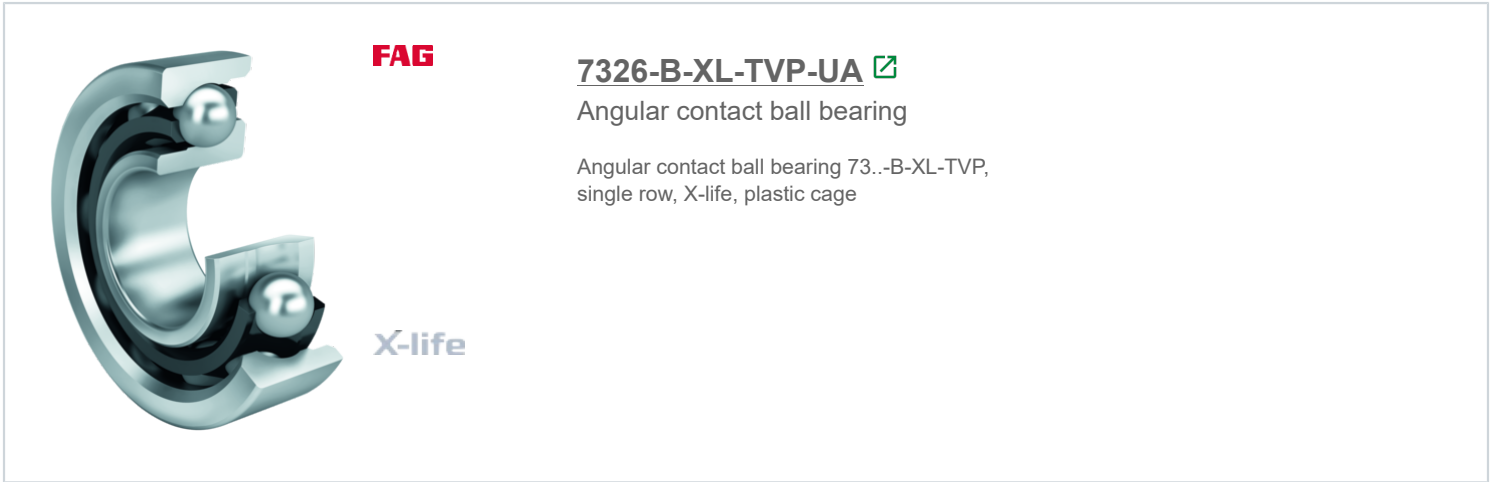 FAG
7326-B-XL-TVP-UA
Angular contact ball bearing
Angular contact ball bearing 73..-B-XL-TVP,
single row, X-life, plastic cage
X-life